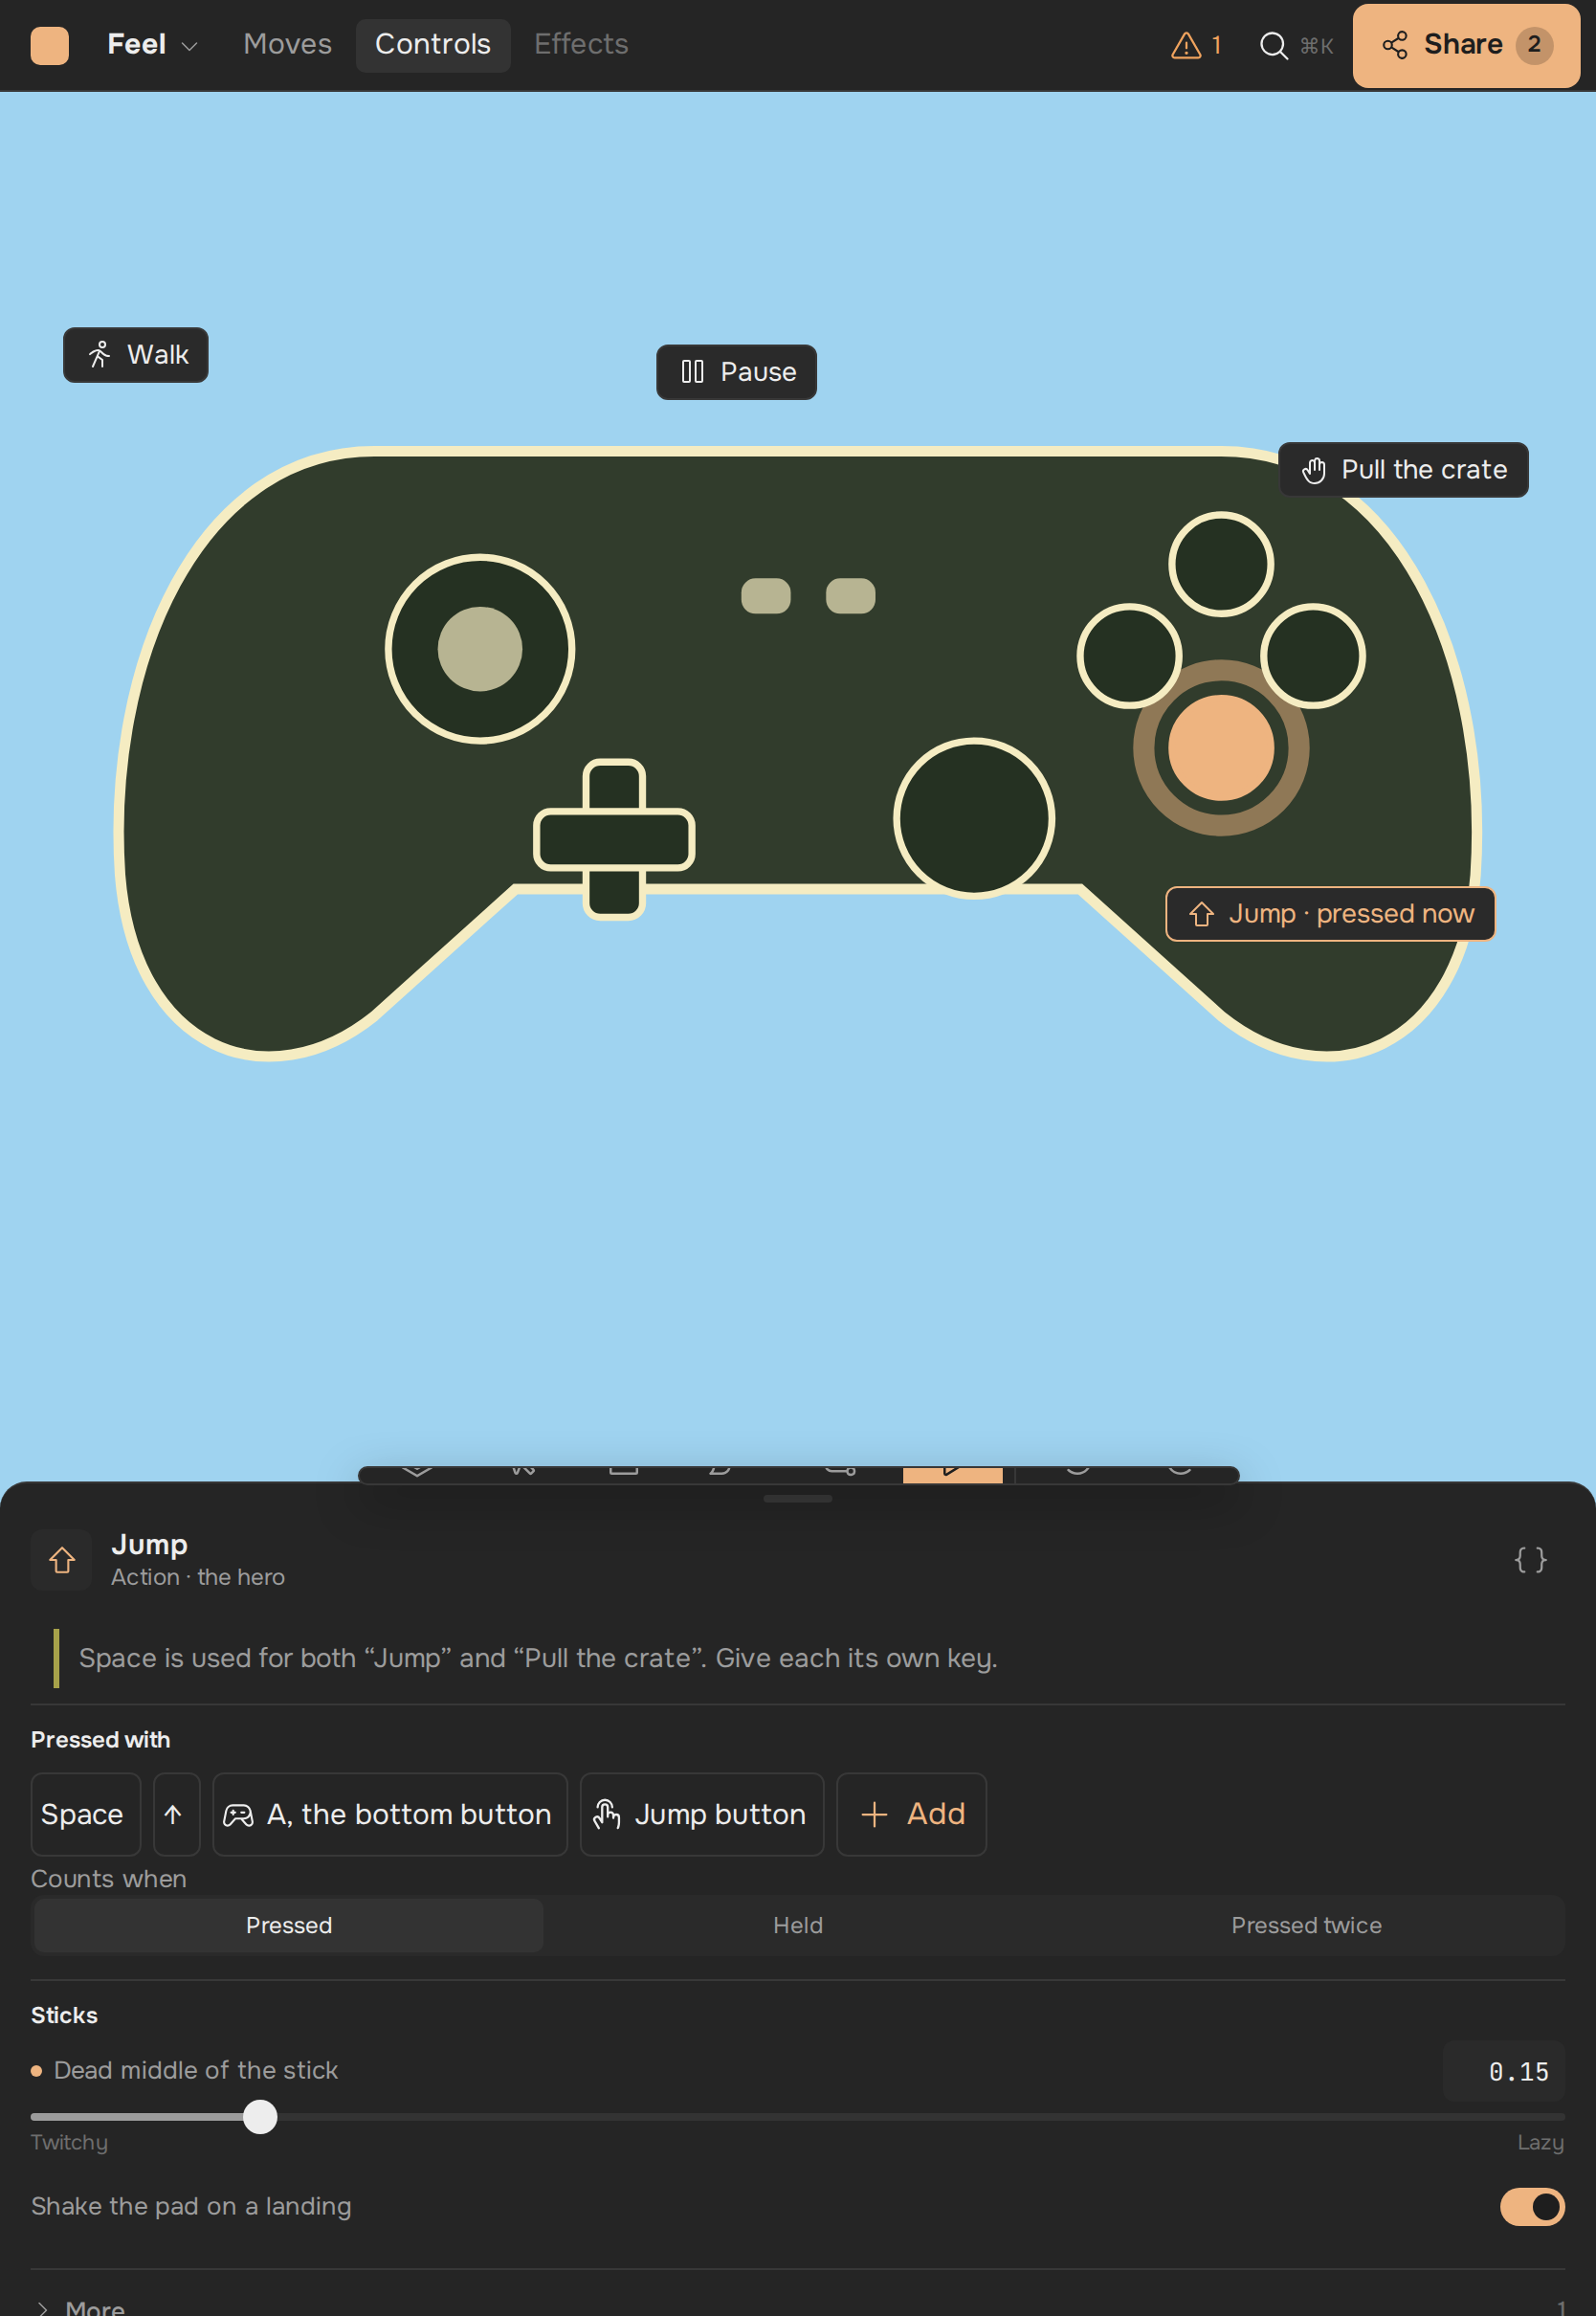 Feel
Moves
Controls
Effects
1
⌘K
Share 2
Walk
Pause
Pull the crate
Jump · pressed now
Jump
Action · the hero
{ }
Space is used for both “Jump” and “Pull the crate”. Give each its own key.
Pressed with
Space
↑
A, the bottom button
Jump button
+ Add
Counts when
Pressed
Held
Pressed twice
Sticks
Dead middle of the stick
0.15
Twitchy
Lazy
Shake the pad on a landing
More
1